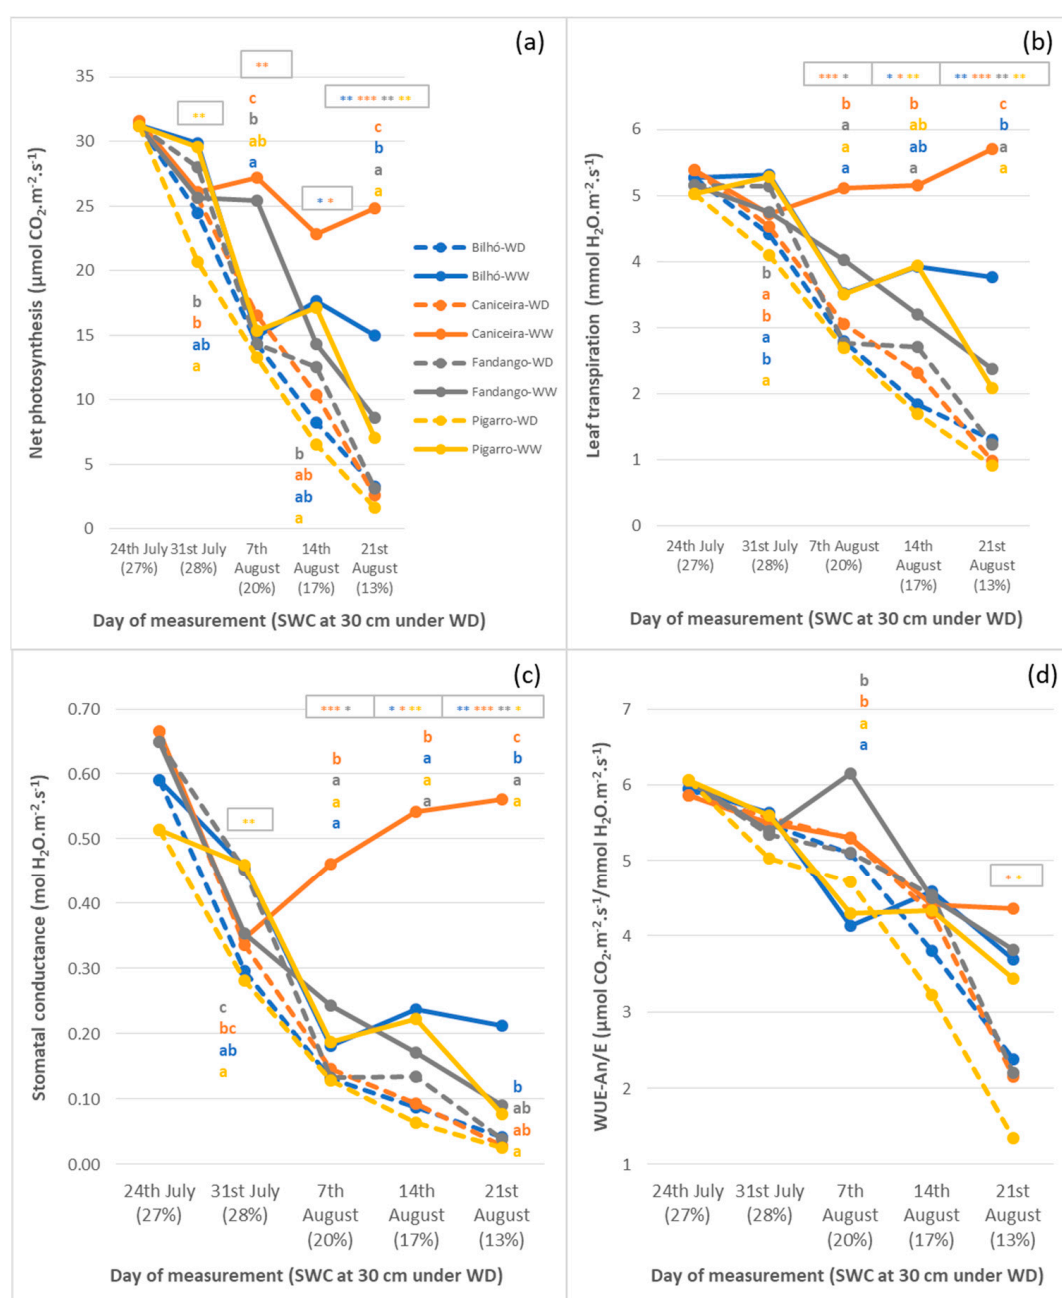 (a)
35
30
25
20
15
10
5
0
Net photosynthesis (µmol CO₂.m⁻².s⁻¹)
**
**
** *** ** **
* *
c
b
ab
a
c
b
a
a
b
b
ab
a
b
ab
ab
a
24th July (27%)
31st July (28%)
7th August (20%)
14th August (17%)
21st August (13%)
Day of measurement (SWC at 30 cm under WD)
Bilhó-WD
Bilhó-WW
Caniceira-WD
Caniceira-WW
Fandango-WD
Fandango-WW
Pigarro-WD
Pigarro-WW
(b)
6
5
4
3
2
1
0
Leaf transpiration (mmol H₂O.m⁻².s⁻¹)
*** *
* * **
** *** ** **
b
a
a
a
b
ab
ab
a
c
b
a
a
b
a
b
a
b
a
24th July (27%)
31st July (28%)
7th August (20%)
14th August (17%)
21st August (13%)
Day of measurement (SWC at 30 cm under WD)
(c)
0.70
0.60
0.50
0.40
0.30
0.20
0.10
0.00
Stomatal conductance (mol H₂O.m⁻².s⁻¹)
**
*** *
* * **
** *** ** *
b
a
a
a
b
a
a
a
c
b
a
a
c
bc
ab
a
b
ab
ab
a
24th July (27%)
31st July (28%)
7th August (20%)
14th August (17%)
21st August (13%)
Day of measurement (SWC at 30 cm under WD)
(d)
7
6
5
4
3
2
1
WUE-An/E (µmol CO₂.m⁻².s⁻¹/mmol H₂O.m⁻².s⁻¹)
b
b
a
a
* *
24th July (27%)
31st July (28%)
7th August (20%)
14th August (17%)
21st August (13%)
Day of measurement (SWC at 30 cm under WD)